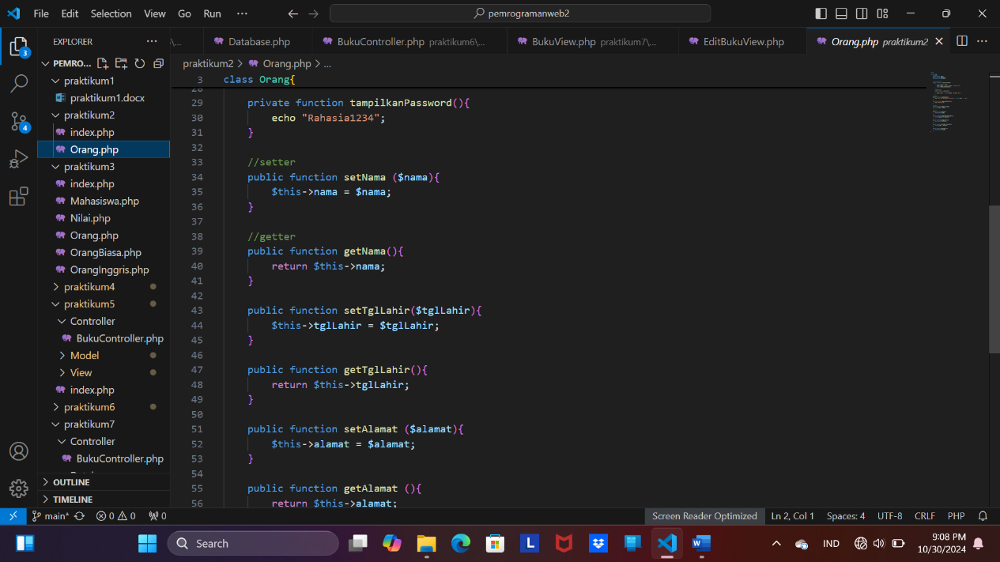 File Edit Selection View Go Run ··· pemrogramanweb2
EXPLORER ···
\... Database.php BukuController.php praktikum6\... BukuView.php praktikum7\... EditBukuView.php Orang.php praktikum2 ···
PEMRO...
praktikum1
praktikum1.docx
praktikum2
index.php
Orang.php
praktikum3
index.php
Mahasiswa.php
Nilai.php
Orang.php
OrangBiasa.php
OrangInggris.php
praktikum4
praktikum5
Controller
BukuController.php
Model
View
index.php
praktikum6
praktikum7
Controller
BukuController.php
OUTLINE
TIMELINE
3
4
praktikum2 > Orang.php > ...
3 class Orang{
28
29 private function tampilkanPassword(){
30 echo "Rahasia1234";
31 }
32
33 //setter
34 public function setNama ($nama){
35 $this->nama = $nama;
36 }
37
38 //getter
39 public function getNama(){
40 return $this->nama;
41 }
42
43 public function setTglLahir($tglLahir){
44 $this->tglLahir = $tglLahir;
45 }
46
47 public function getTglLahir(){
48 return $this->tglLahir;
49 }
50
51 public function setAlamat ($alamat){
52 $this->alamat = $alamat;
53 }
54
55 public function getAlamat (){
56 return $this->alamat;
main* 0 0 0 Screen Reader Optimized Ln 2, Col 1 Spaces: 4 UTF-8 CRLF PHP
Search L W IND 9:08 PM
10/30/2024